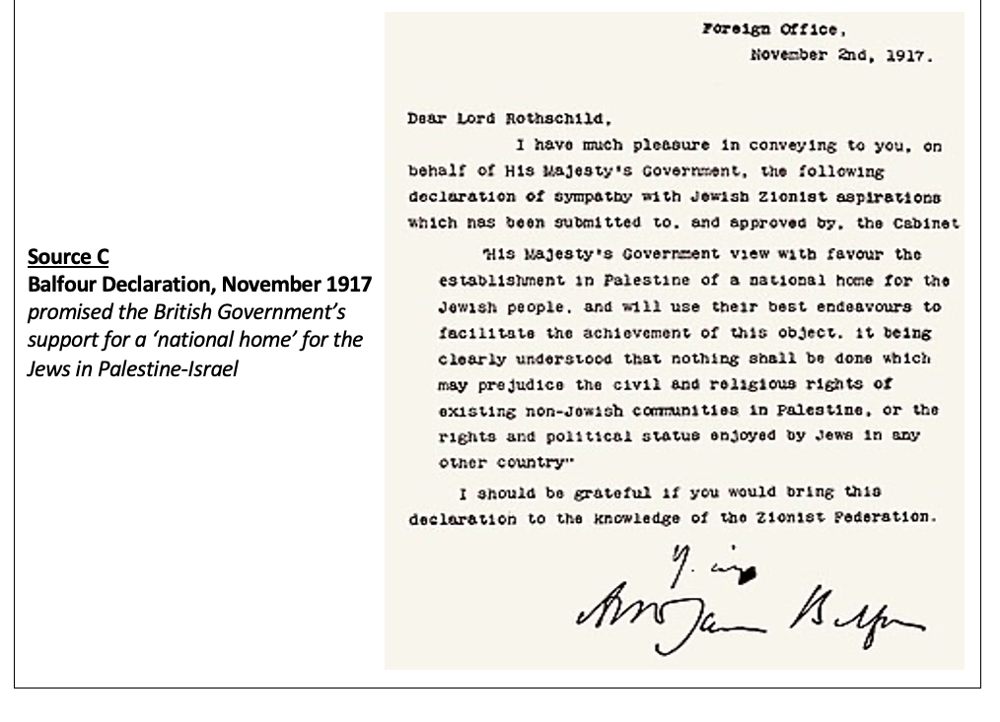 Source C
Balfour Declaration, November 1917
promised the British Government's
support for a 'national home' for the
Jews in Palestine-Israel
Foreign Office,
November 2nd, 1917.
Dear Lord Rothschild,
I have much pleasure in conveying to you, on
behalf of His Majesty's Government, the following
declaration of sympathy with Jewish Zionist aspirations
which has been submitted to, and approved by, the Cabinet
"His Majesty's Government view with favour the
establishment in Palestine of a national home for the
Jewish people, and will use their best endeavours to
facilitate the achievement of this object, it being
clearly understood that nothing shall be done which
may prejudice the civil and religious rights of
existing non-Jewish communities in Palestine, or the
rights and political status enjoyed by Jews in any
other country"
I should be grateful if you would bring this
declaration to the knowledge of the Zionist Federation.
Arthur James Balfour